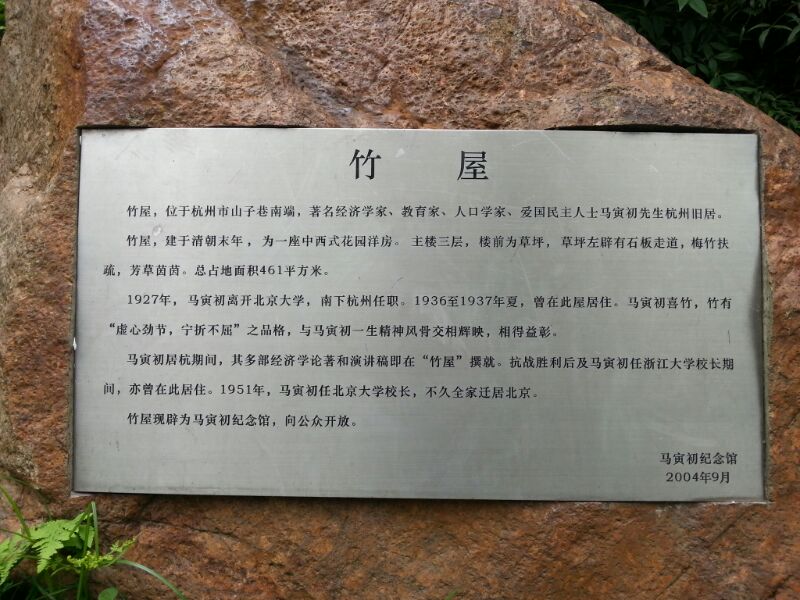 竹 屋
竹屋，位于杭州市山子巷南端，著名经济学家、教育家、人口学家、爱国民主人士马寅初先生杭州旧居。
竹屋，建于清朝末年，为一座中西式花园洋房。主楼三层，楼前为草坪，草坪左辟有石板走道，梅竹扶
疏，芳草茵茵。总占地面积461平方米。
1927年，马寅初离开北京大学，南下杭州任职。1936至1937年夏，曾在此屋居住。马寅初喜竹，竹有
“虚心劲节，宁折不屈”之品格，与马寅初一生精神风骨交相辉映，相得益彰。
马寅初居杭期间，其多部经济学论著和演讲稿即在“竹屋”撰就。抗战胜利后及马寅初任浙江大学校长期
间，亦曾在此居住。1951年，马寅初任北京大学校长，不久全家迁居北京。
竹屋现辟为马寅初纪念馆，向公众开放。
马寅初纪念馆
2004年9月